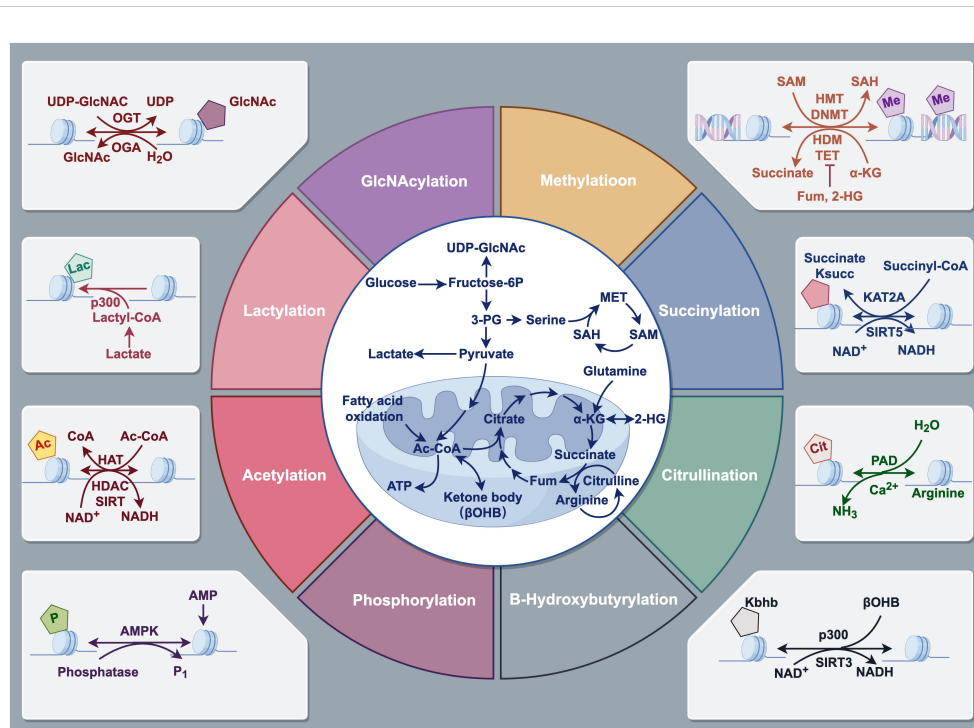 UDP-GlcNAC UDP GlcNAc
OGT
OGA
GlcNAc H₂O
SAM SAH
HMT
DNMT
Me Me
HDM
TET
Succinate α-KG
Fum, 2-HG
GlcNAcylation
Methylatioon
Lactylation
Succinylation
Acetylation
Citrullination
Phosphorylation
B-Hydroxybutyrylation
Lac
p300
Lactyl-CoA
Lactate
Succinate
Ksucc
Succinyl-CoA
KAT2A
SIRT5
NAD⁺ NADH
UDP-GlcNAc
Glucose Fructose-6P
3-PG Serine MET
SAH SAM
Lactate Pyruvate
Glutamine
Fatty acid
oxidation
Citrate α-KG 2-HG
Ac-CoA Succinate
ATP Fum Citrulline
Ketone body
(βOHB)
Arginine
Ac
CoA Ac-CoA
HAT
HDAC
SIRT
NAD⁺ NADH
Cit
H₂O
PAD
Ca²⁺
NH₃
Arginine
P
AMP
AMPK
Phosphatase P₁
Kbhb βOHB
p300
SIRT3
NAD⁺ NADH